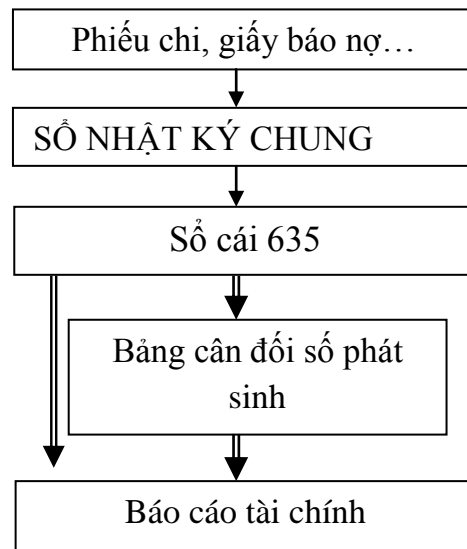 Phiếu chi, giấy báo nợ…
SỔ NHẬT KÝ CHUNG
Sổ cái 635
Bảng cân đối số phát
sinh
Báo cáo tài chính